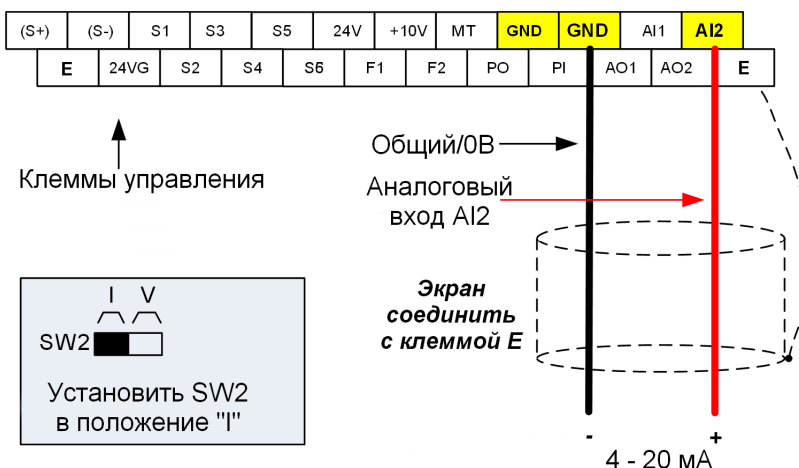 (S+) (S-) S1 S3 S5 24V +10V MT GND GND AI1 AI2
E 24VG S2 S4 S6 F1 F2 PO PI AO1 AO2 E
Клеммы управления
Общий/0В
Аналоговый
вход AI2
Экран
соединить
с клеммой Е
I V
SW2
Установить SW2
в положение "I"
- +
4 - 20 мА